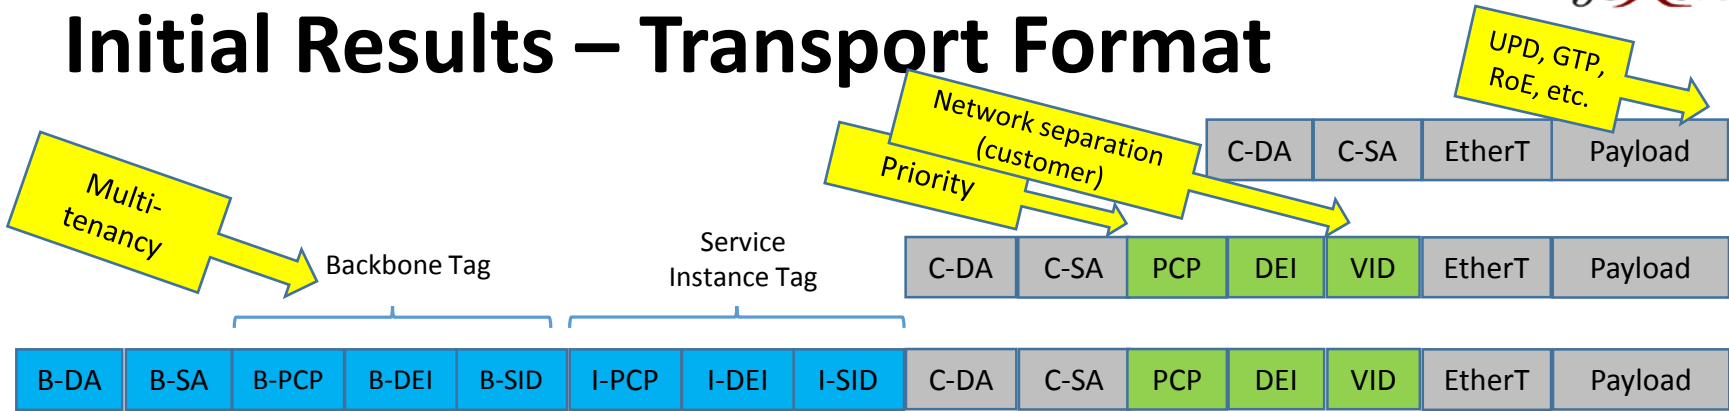 Initial Results – Transport Format
UPD, GTP,
RoE, etc.
Network separation
(customer)
Priority
C-DA C-SA EtherT Payload
Multi-
tenancy
Backbone Tag
Service
Instance Tag
C-DA C-SA PCP DEI VID EtherT Payload
B-DA B-SA B-PCP B-DEI B-SID I-PCP I-DEI I-SID C-DA C-SA PCP DEI VID EtherT Payload